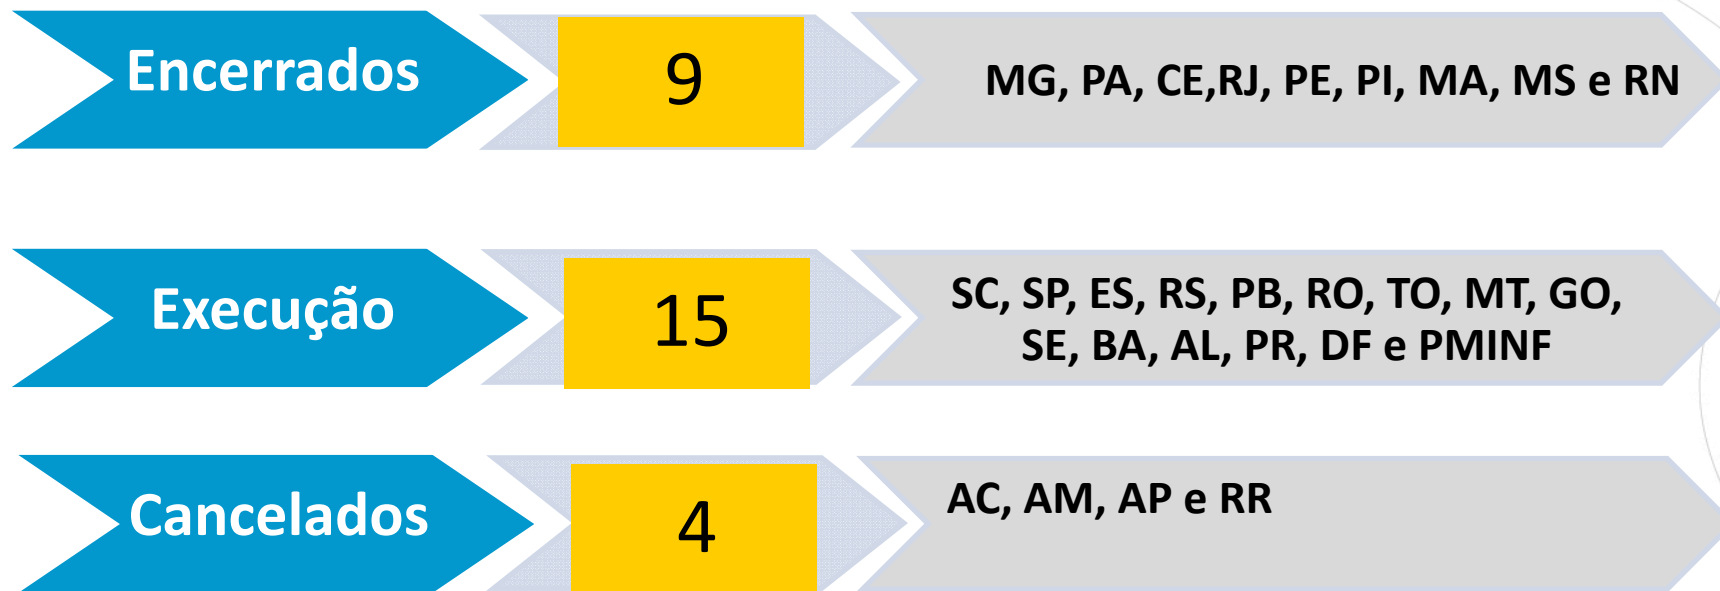 Encerrados
9
MG, PA, CE,RJ, PE, PI, MA, MS e RN
Execução
15
SC, SP, ES, RS, PB, RO, TO, MT, GO,
SE, BA, AL, PR, DF e PMINF
Cancelados
4
AC, AM, AP e RR